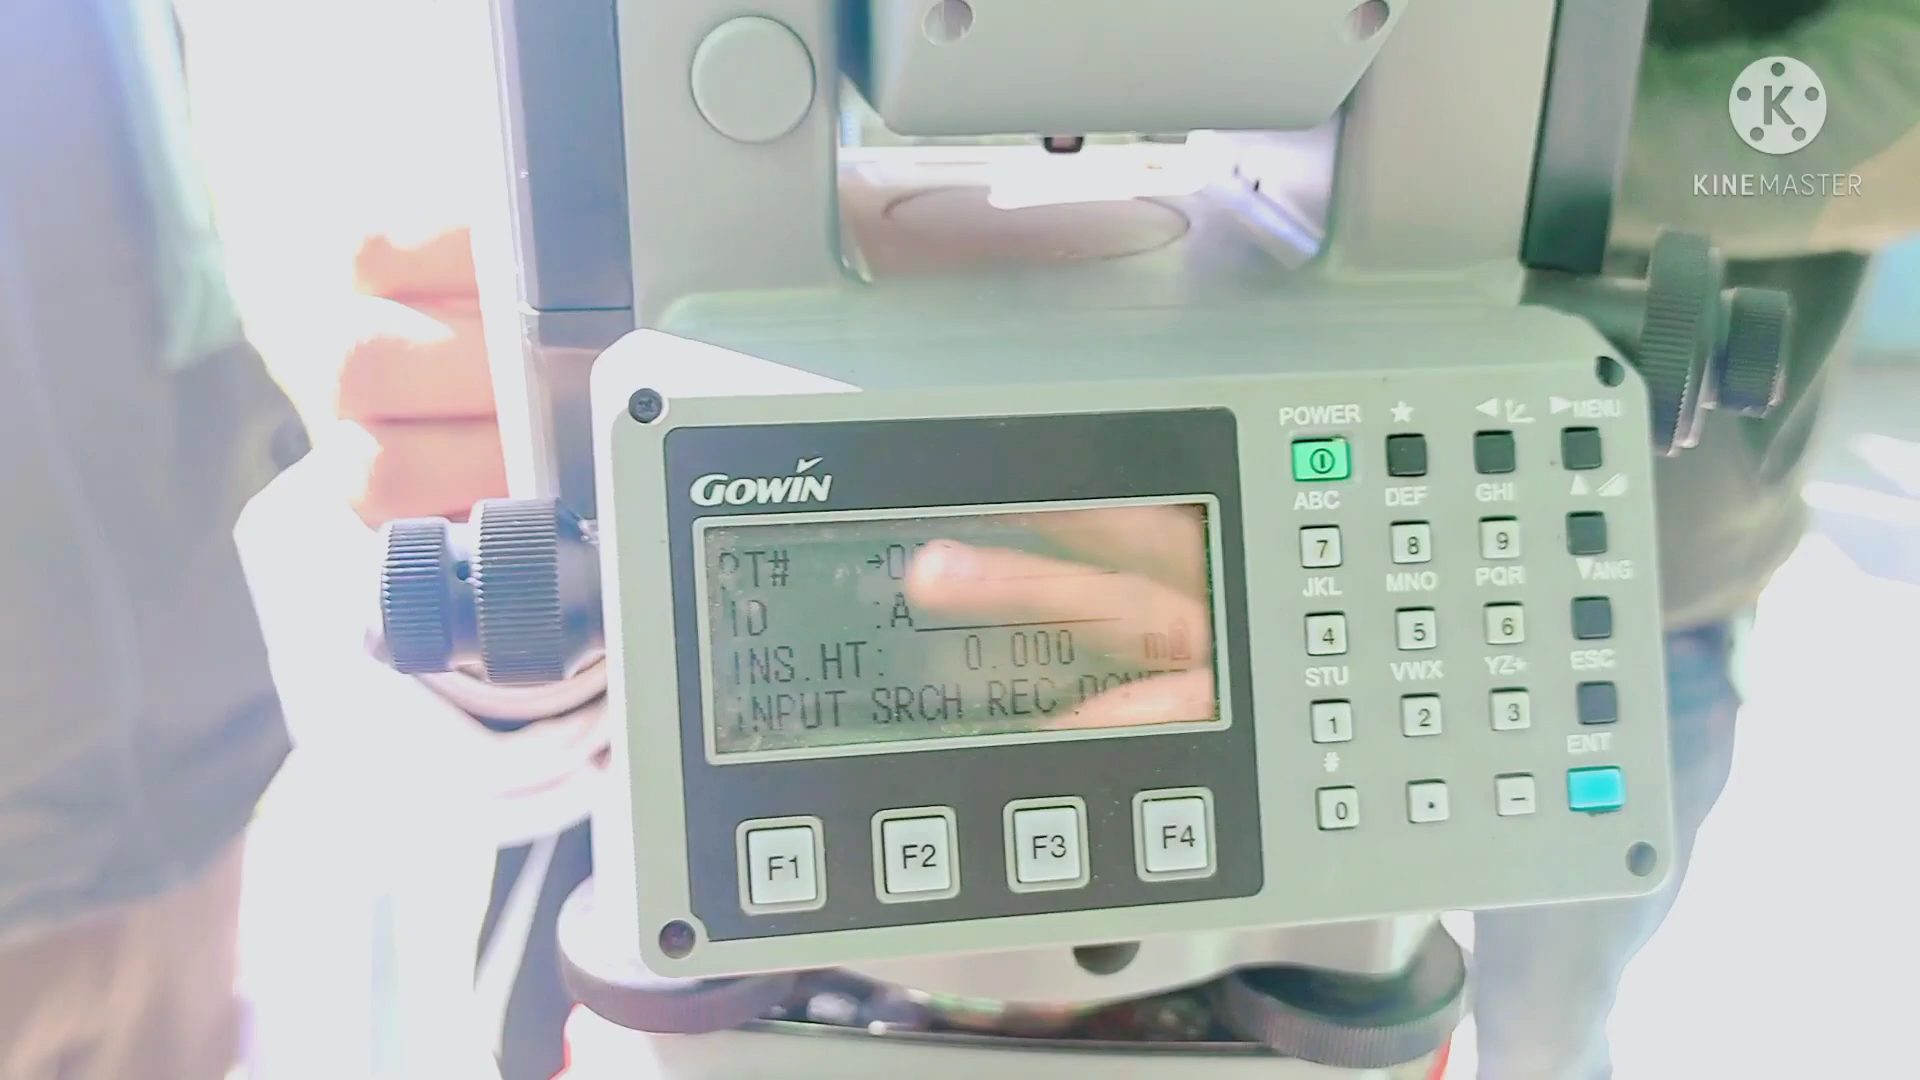 K
KINEMASTER
POWER ★ ◀ ▶MENU
ABC DEF GHI ▲
GOWIN
PT# →
7 8 9
JKL MNO PQR ▼ANG
ID :A
4 5 6
INS.HT: 0.000 m
STU VWX YZ+ ESC
INPUT SRCH REC
1 2 3
# ENT
0 . −
F1 F2 F3 F4